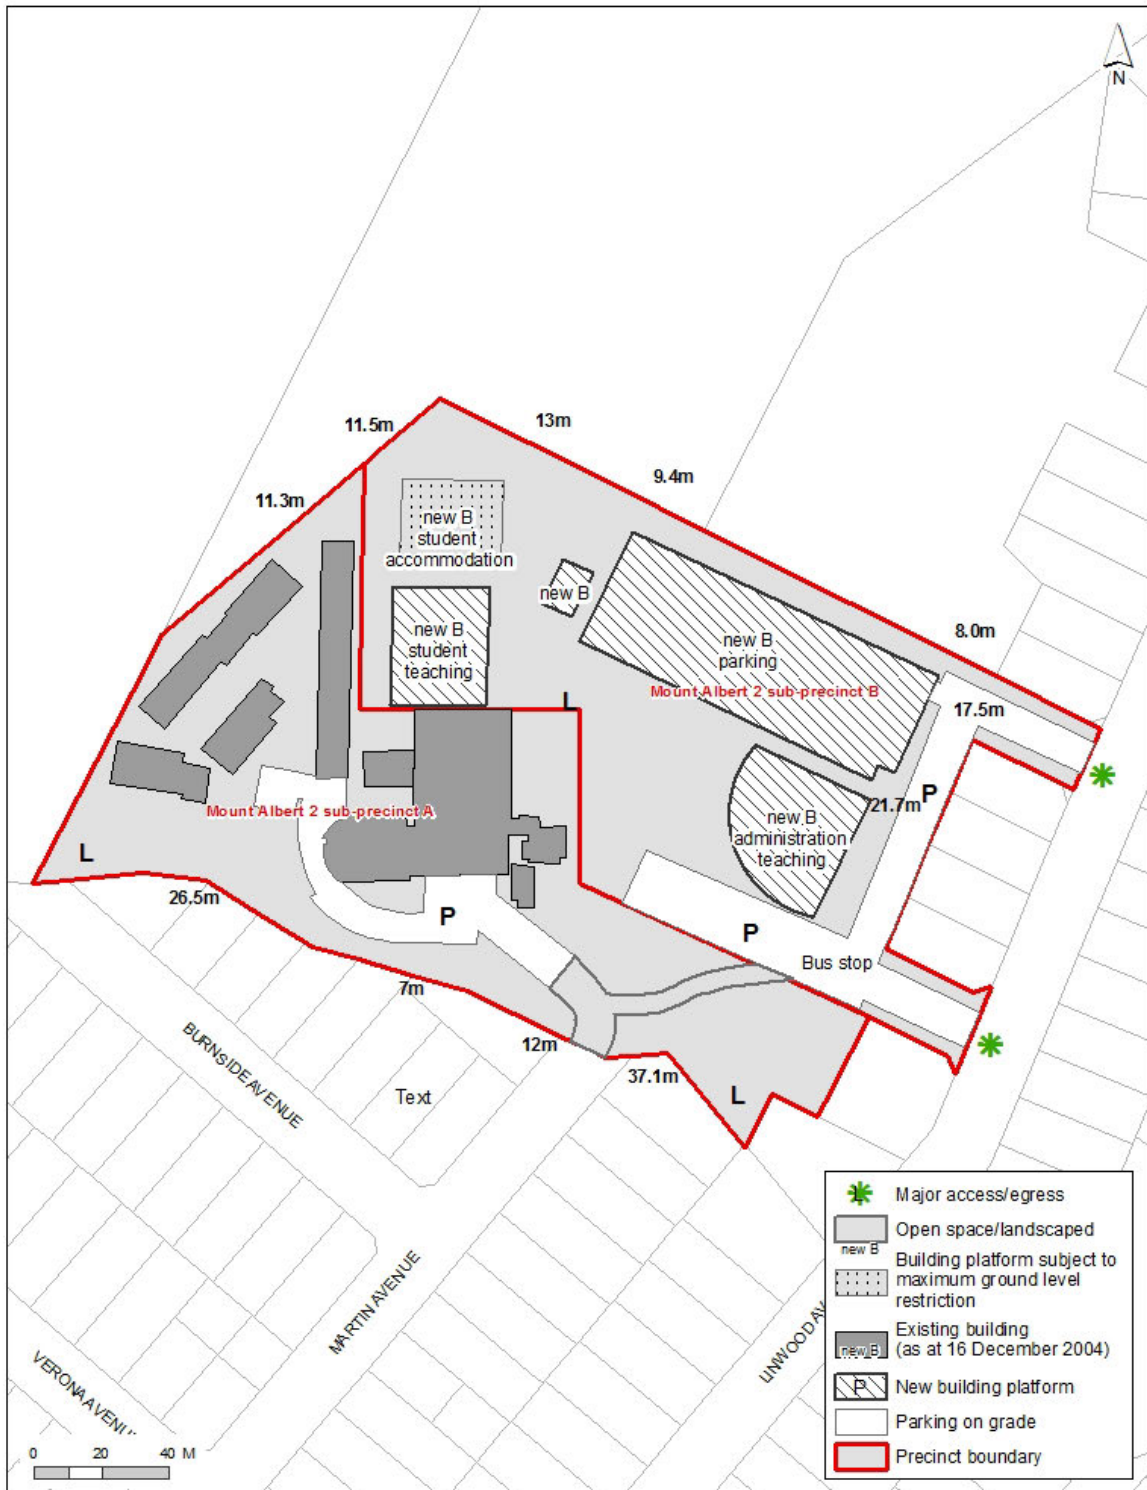 N
11.5m
13m
9.4m
11.3m
new B
student
accommodation
new B
new B
student
teaching
new B
parking
8.0m
Mount Albert 2 sub-precinct B
L
17.5m
P
21.7m
Mount Albert 2 sub-precinct A
new B
administration
teaching
L
26.5m
P
P
Bus stop
7m
12m
37.1m
L
BURNSIDE AVENUE
Text
MARTIN AVENUE
LINWOOD AV
VERONA AVENU
0 20 40 M
L Major access/egress
Open space/landscaped
new B
Building platform subject to
maximum ground level
restriction
Existing building
new B (as at 16 December 2004)
P New building platform
Parking on grade
Precinct boundary